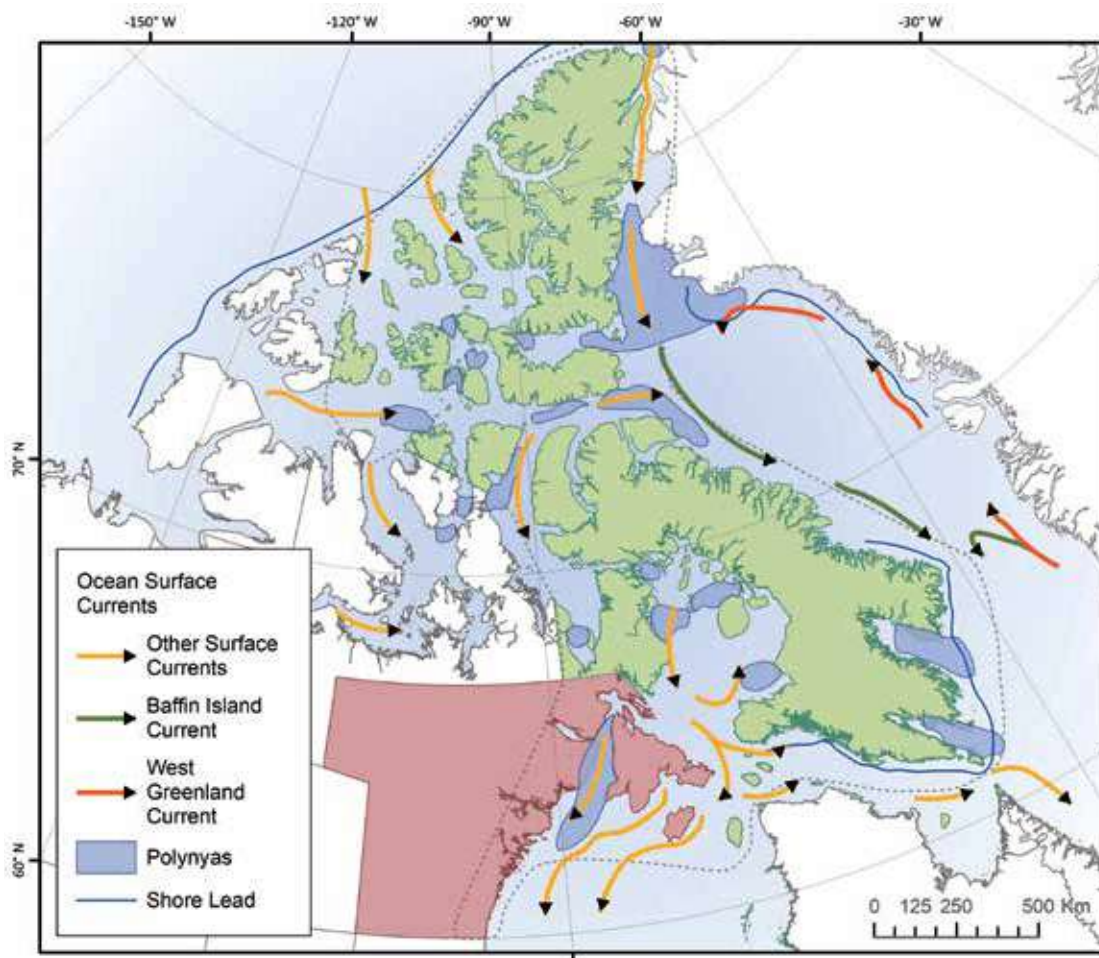 -150° W -120° W -90° W -60° W -30° W
70° N
60° N
Ocean Surface
Currents
Other Surface
Currents
Baffin Island
Current
West
Greenland
Current
Polynyas
Shore Lead
0 125 250 500 Km